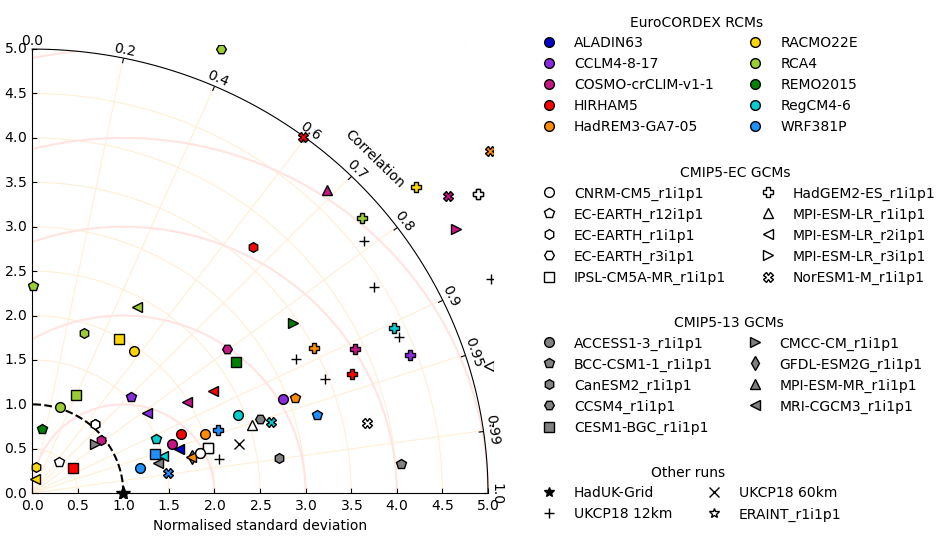 0.0
0.2
0.4
0.6
0.7
0.8
0.9
0.95
0.99
1.0
Correlation
5.0
4.5
4.0
3.5
3.0
2.5
2.0
1.5
1.0
0.5
0.0
0.0 0.5 1.0 1.5 2.0 2.5 3.0 3.5 4.0 4.5 5.0
Normalised standard deviation
EuroCORDEX RCMs
ALADIN63
CCLM4-8-17
COSMO-crCLIM-v1-1
HIRHAM5
HadREM3-GA7-05
RACMO22E
RCA4
REMO2015
RegCM4-6
WRF381P
CMIP5-EC GCMs
CNRM-CM5_r1i1p1
EC-EARTH_r12i1p1
EC-EARTH_r1i1p1
EC-EARTH_r3i1p1
IPSL-CM5A-MR_r1i1p1
HadGEM2-ES_r1i1p1
MPI-ESM-LR_r1i1p1
MPI-ESM-LR_r2i1p1
MPI-ESM-LR_r3i1p1
NorESM1-M_r1i1p1
CMIP5-13 GCMs
ACCESS1-3_r1i1p1
BCC-CSM1-1_r1i1p1
CanESM2_r1i1p1
CCSM4_r1i1p1
CESM1-BGC_r1i1p1
CMCC-CM_r1i1p1
GFDL-ESM2G_r1i1p1
MPI-ESM-MR_r1i1p1
MRI-CGCM3_r1i1p1
Other runs
HadUK-Grid
UKCP18 12km
UKCP18 60km
ERAINT_r1i1p1